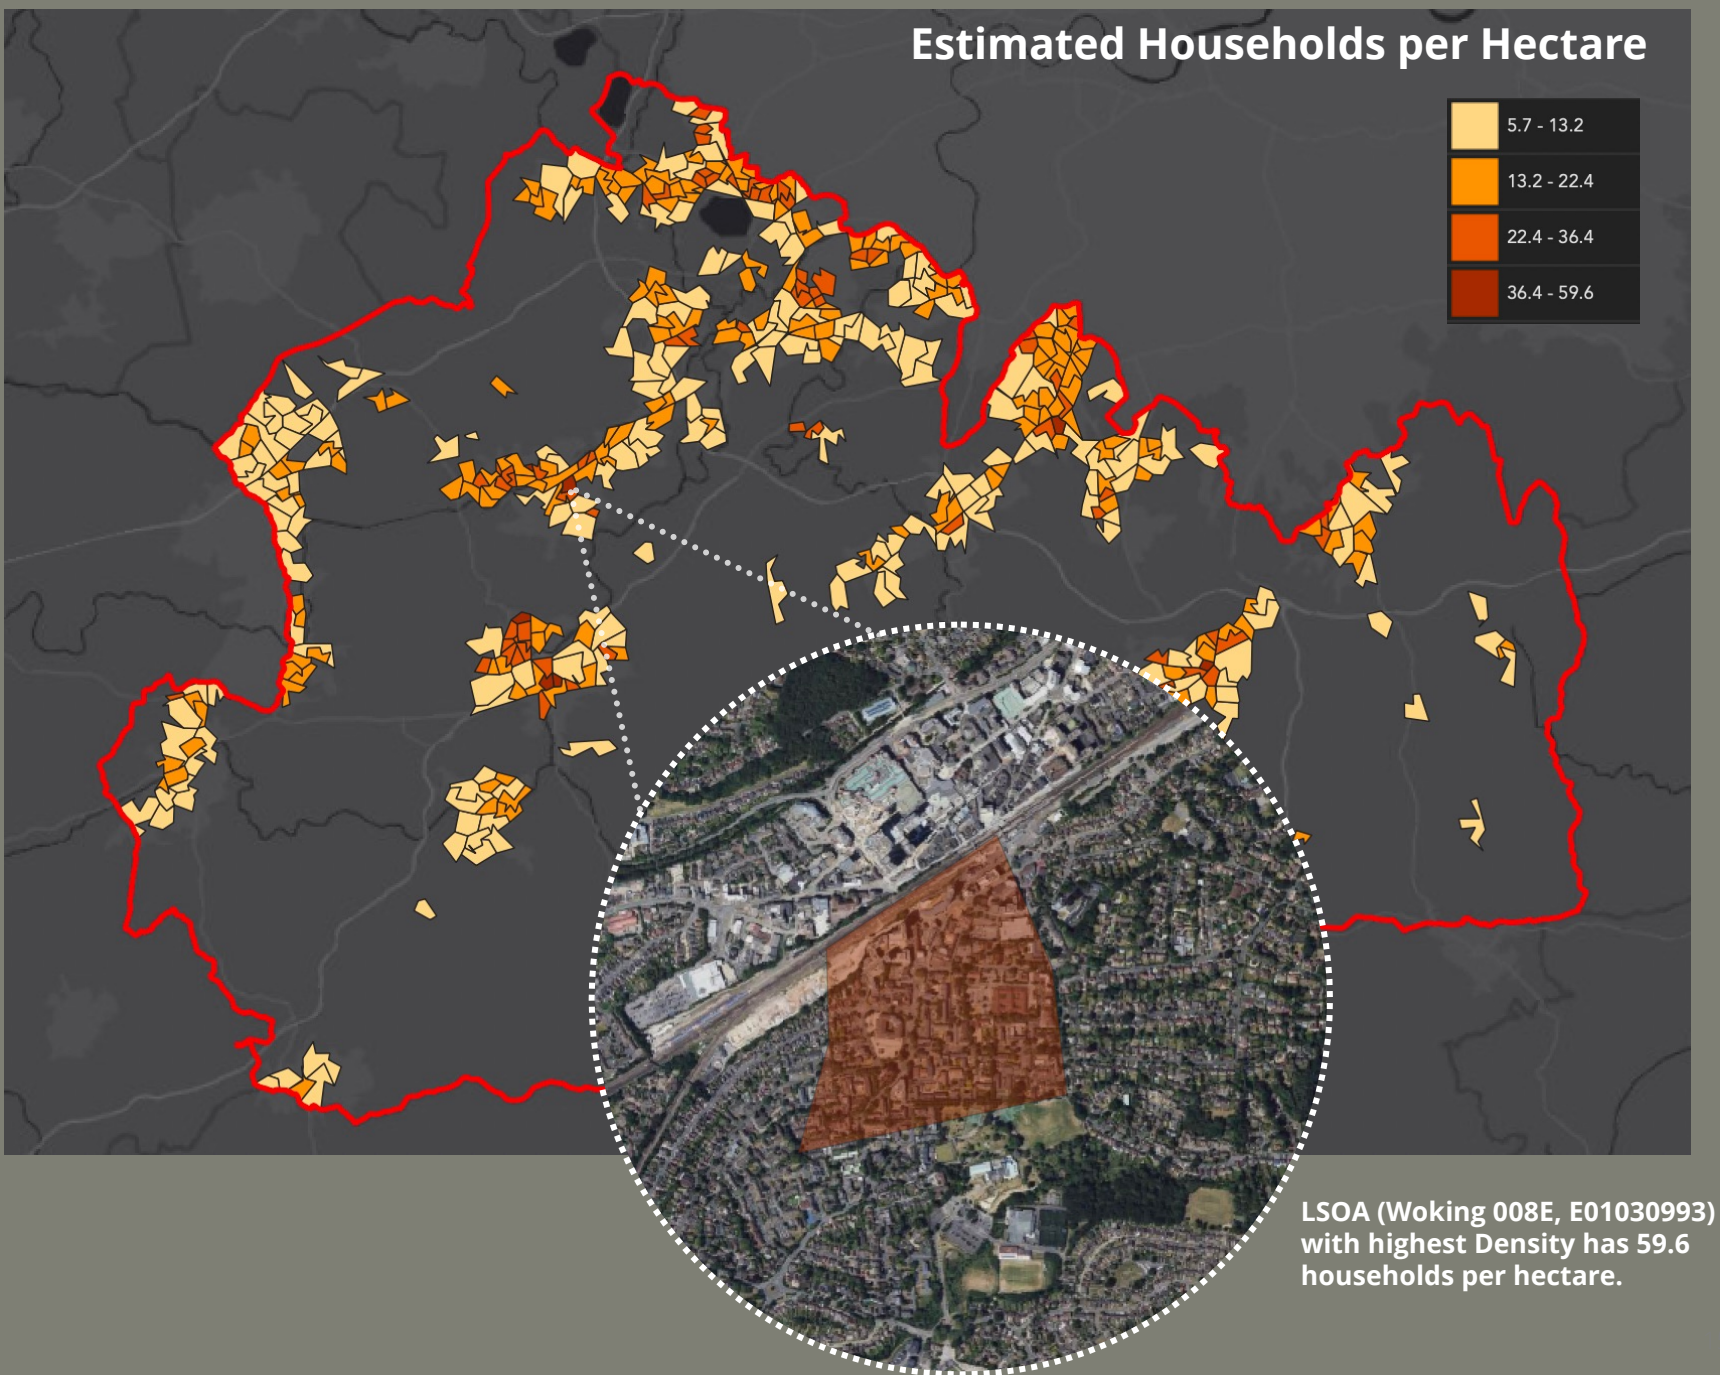 Estimated Households per Hectare
5.7 - 13.2
13.2 - 22.4
22.4 - 36.4
36.4 - 59.6
LSOA (Woking 008E, E01030993)
with highest Density has 59.6
households per hectare.